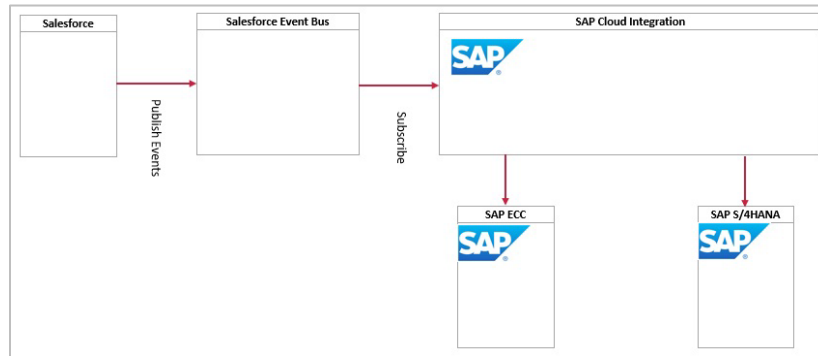 Salesforce
Salesforce Event Bus
SAP Cloud Integration
SAP®
Publish Events
Subscribe
SAP ECC
SAP S/4HANA
SAP®
SAP®